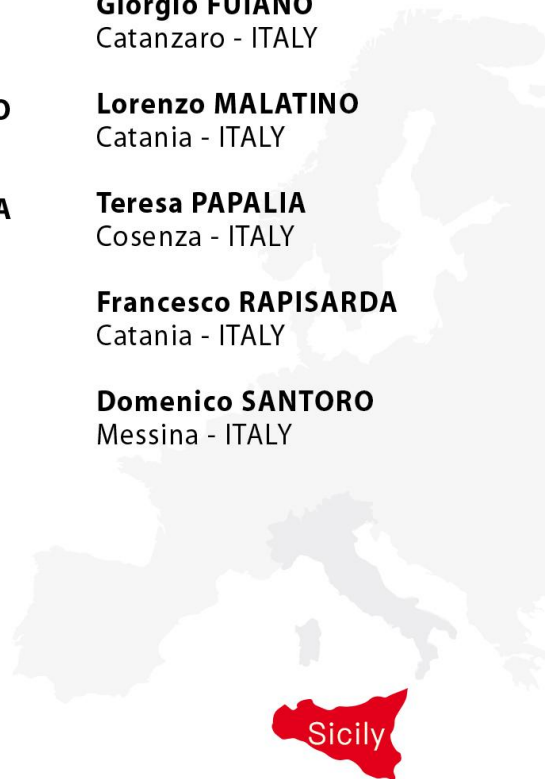 Giorgio FUIANO
Catanzaro - ITALY
O
Lorenzo MALATINO
Catania - ITALY
A
Teresa PAPALIA
Cosenza - ITALY
Francesco RAPISARDA
Catania - ITALY
Domenico SANTORO
Messina - ITALY
Sicily